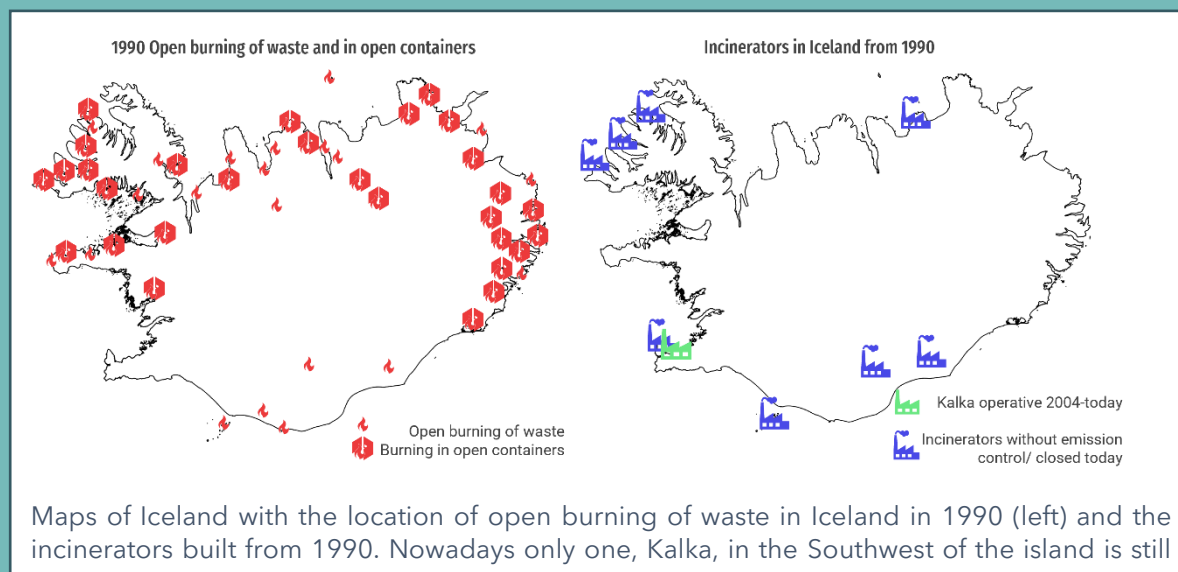 1990 Open burning of waste and in open containers
Incinerators in Iceland from 1990
Open burning of waste
Burning in open containers
Kalka operative 2004-today
Incinerators without emission
control/ closed today
Maps of Iceland with the location of open burning of waste in Iceland in 1990 (left) and the
incinerators built from 1990. Nowadays only one, Kalka, in the Southwest of the island is still